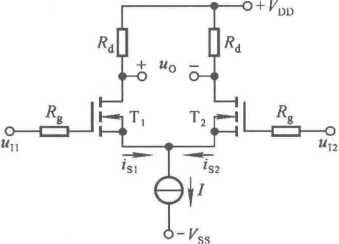 +V_DD
R_d
R_d
+ u_O −
R_g
T_1
T_2
R_g
u_I1
i_S1
i_S2
u_I2
I
−V_SS